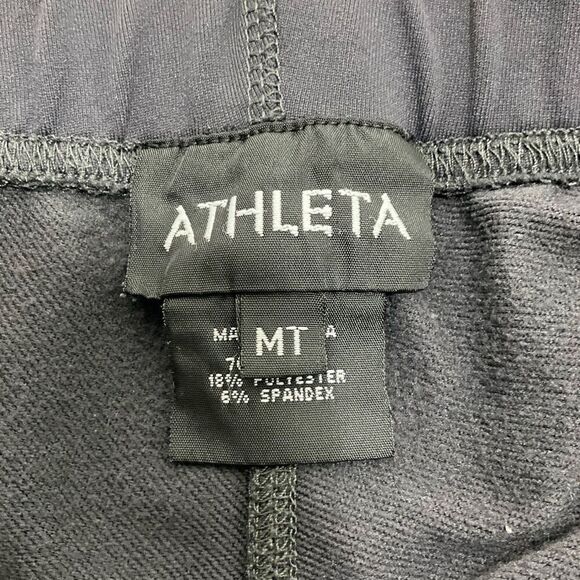 ATHLETA
MT
18% POLYESTER
6% SPANDEX